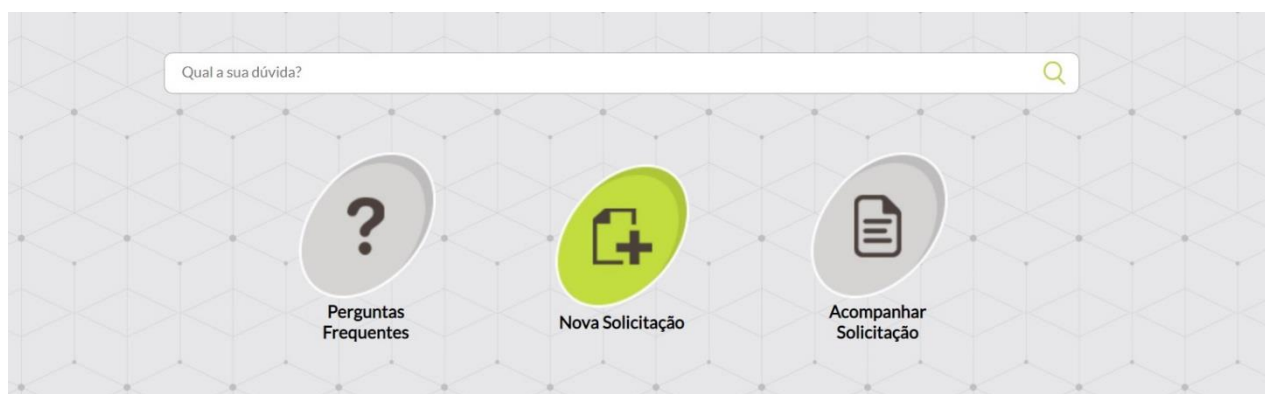 Qual a sua dúvida?
Perguntas
Frequentes
Nova Solicitação
Acompanhar
Solicitação